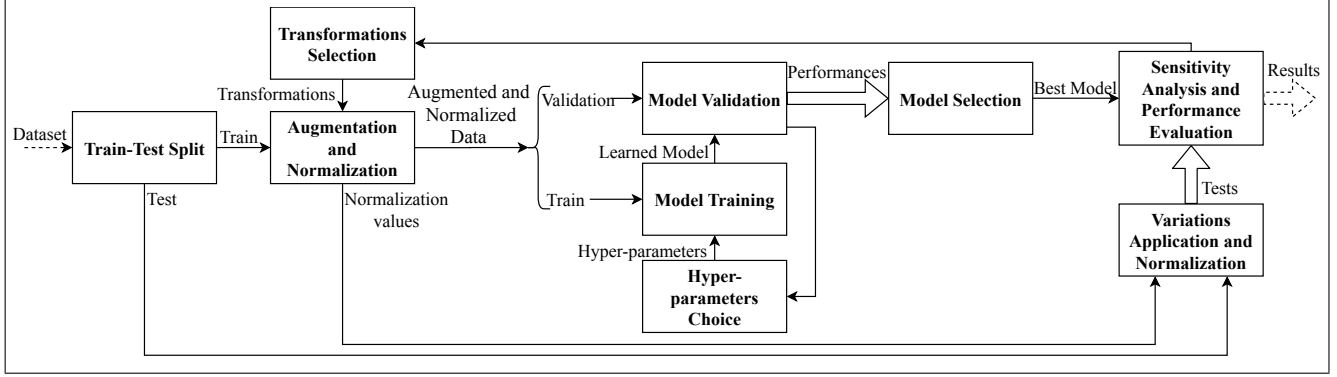 Transformations
Selection
Transformations
Dataset
Train-Test Split
Train
Test
Augmentation
and
Normalization
Normalization
values
Augmented and
Normalized
Data
Validation
Train
Model Validation
Learned Model
Model Training
Hyper-parameters
Hyper-
parameters
Choice
Performances
Model Selection
Best Model
Sensitivity
Analysis and
Performance
Evaluation
Results
Tests
Variations
Application and
Normalization